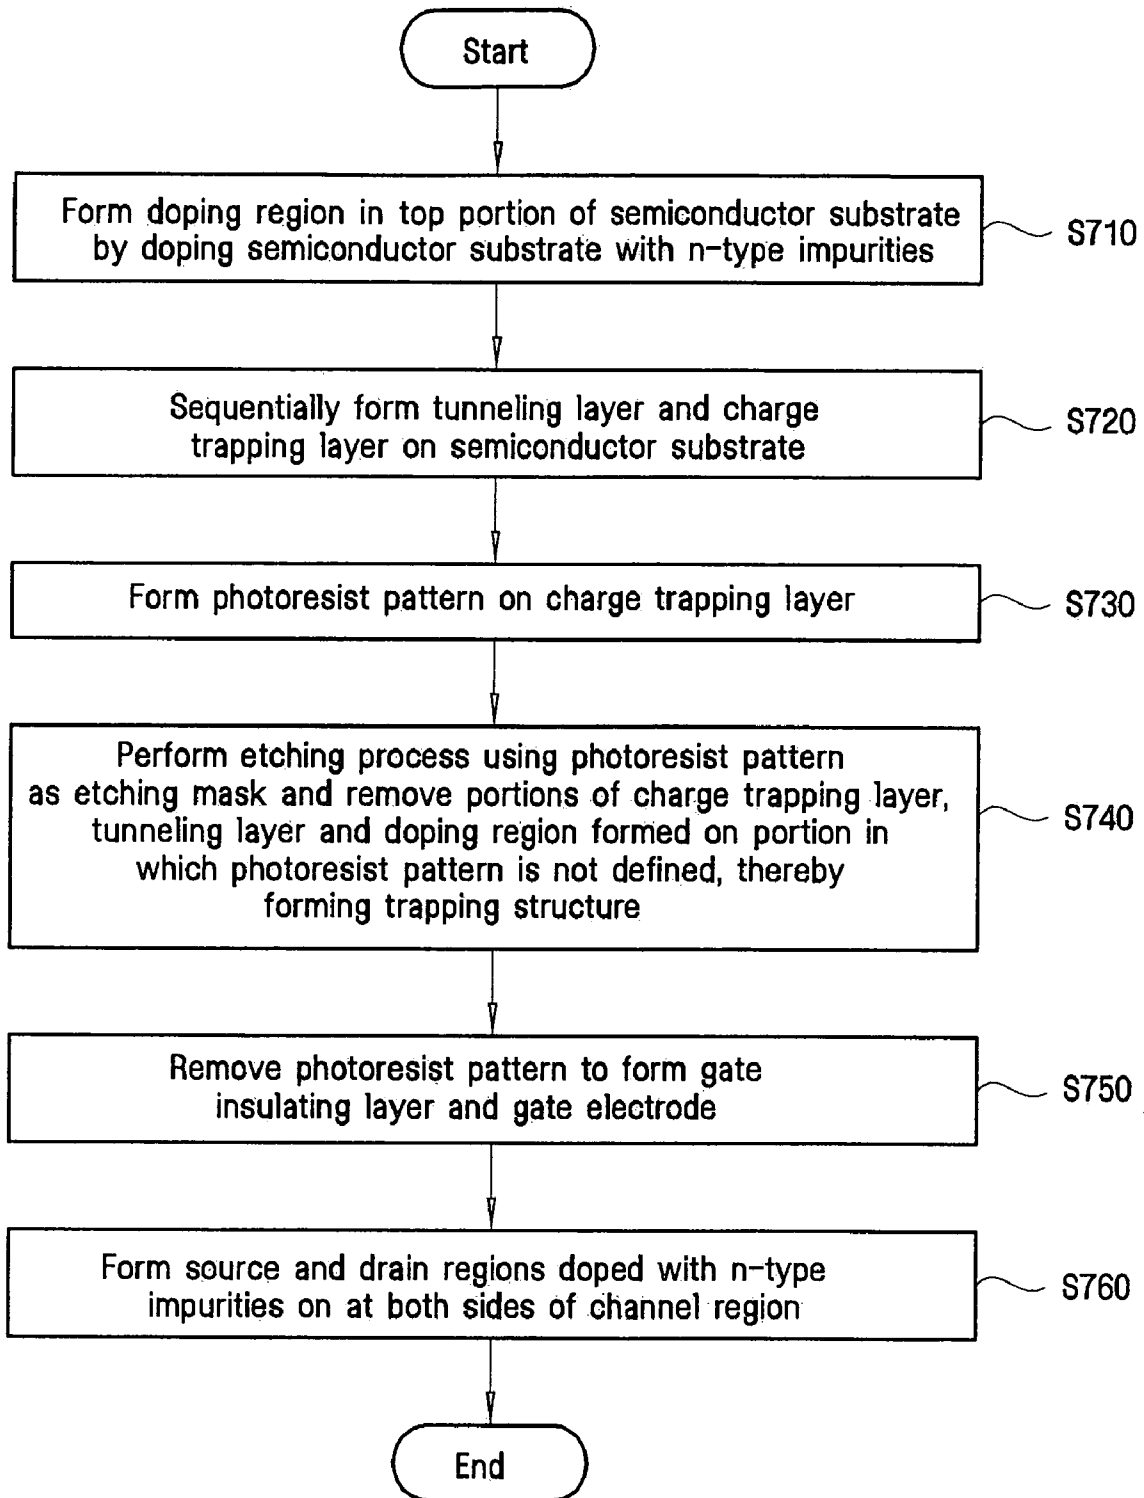 Start
Form doping region in top portion of semiconductor substrate
by doping semiconductor substrate with n-type impurities
S710
Sequentially form tunneling layer and charge
trapping layer on semiconductor substrate
S720
Form photoresist pattern on charge trapping layer
S730
Perform etching process using photoresist pattern
as etching mask and remove portions of charge trapping layer,
tunneling layer and doping region formed on portion in
which photoresist pattern is not defined, thereby
forming trapping structure
S740
Remove photoresist pattern to form gate
insulating layer and gate electrode
S750
Form source and drain regions doped with n-type
impurities on at both sides of channel region
S760
End